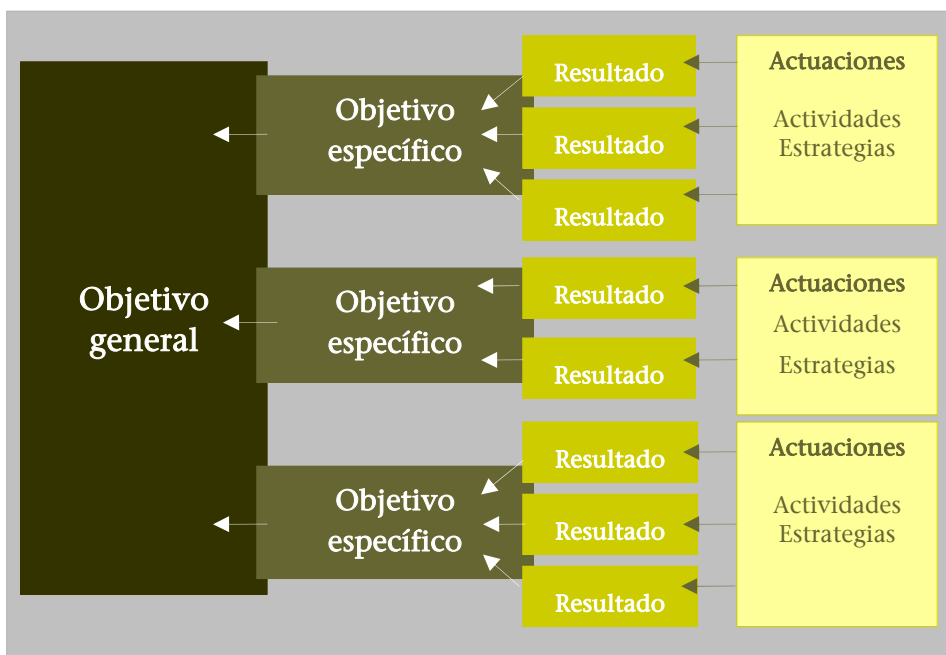 Objetivo
general
Objetivo
específico
Resultado
Resultado
Resultado
Actuaciones
Actividades
Estrategias
Objetivo
específico
Resultado
Resultado
Actuaciones
Actividades
Estrategias
Objetivo
específico
Resultado
Resultado
Resultado
Actuaciones
Actividades
Estrategias